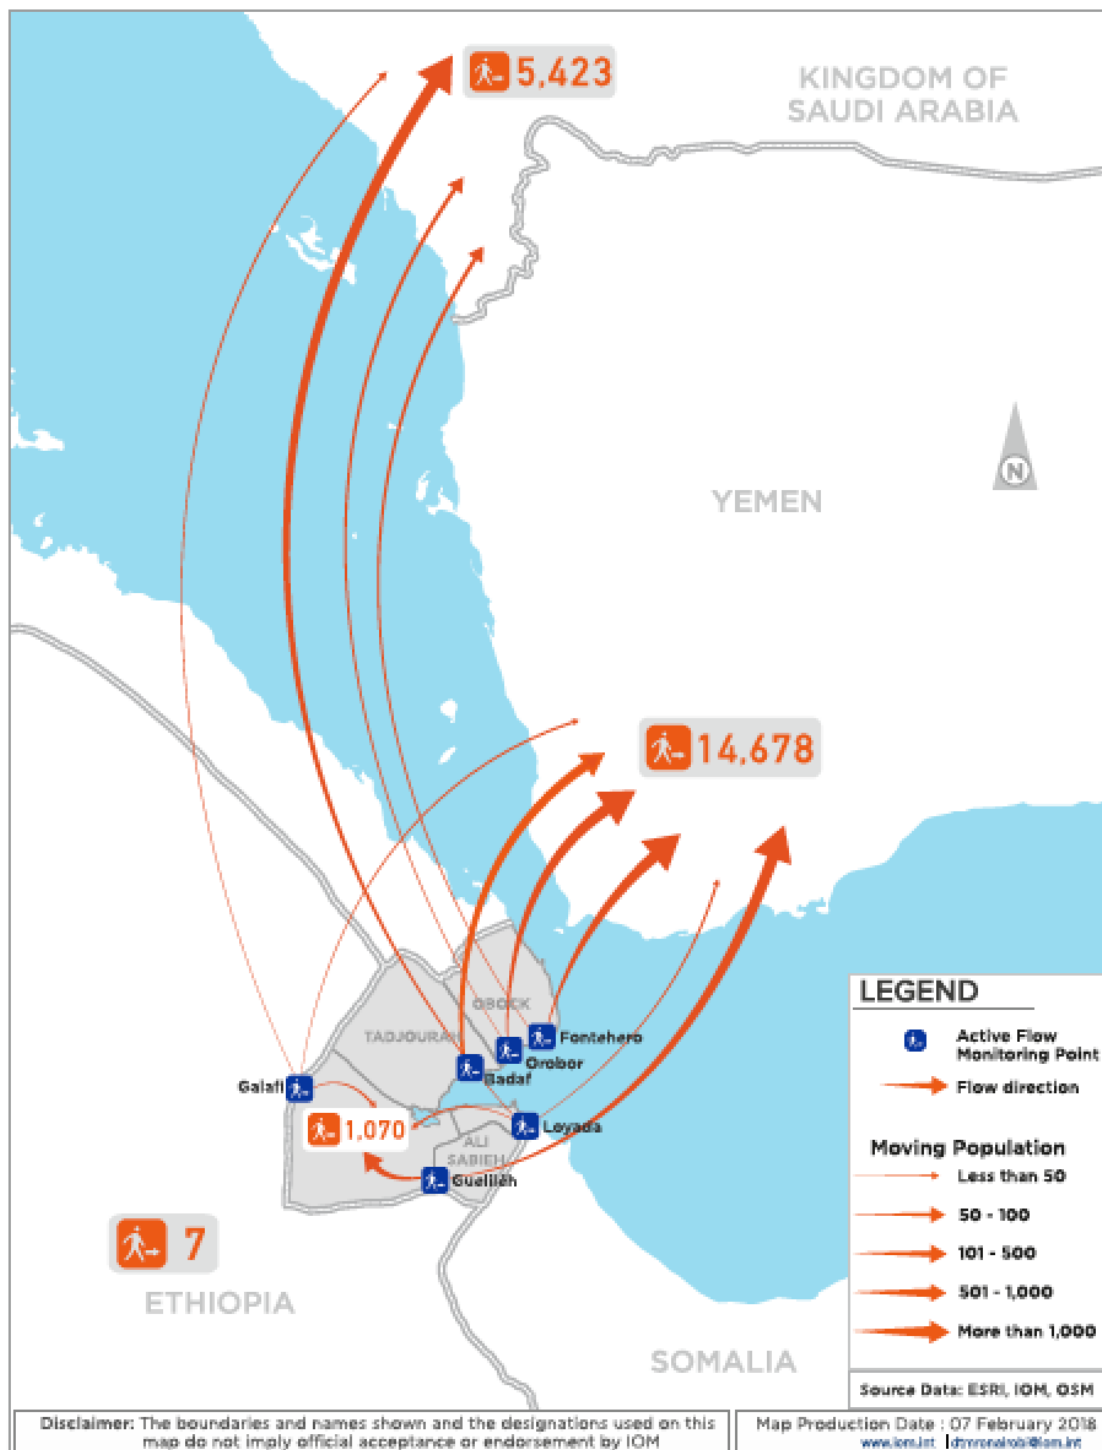 5,423
KINGDOM OF
SAUDI ARABIA
YEMEN
N
14,678
OBOCK
TADJOURAH
Fontehero
Orobor
Badaf
Galafi
Loyada
1,070
ALI
SABIEH
Guelileh
7
ETHIOPIA
SOMALIA
LEGEND
Active Flow
Monitoring Point
Flow direction
Moving Population
Less than 50
50 - 100
101 - 500
501 - 1,000
More than 1,000
Source Data: ESRI, IOM, OSM
Disclaimer: The boundaries and names shown and the designations used on this
map do not imply official acceptance or endorsement by IOM
Map Production Date : 07 February 2018
www.iom.int | dtmronairobi@iom.int